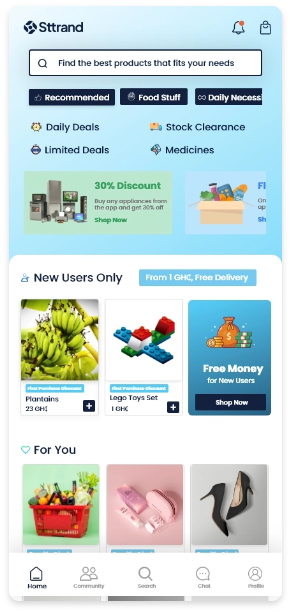 Sttrand
Find the best products that fits your needs
Recommended
Food Stuff
Daily Necess
Daily Deals
Stock Clearance
Limited Deals
Medicines
30% Discount
Buy any appliances from
the app and get 30% off
Shop Now
Fl
Sh
New Users Only
From 1 GH₵, Free Delivery
First Purchase Discount
Plantains
23 GH₵
First Purchase Discount
Lego Toys Set
1 GH₵
Free Money
for New Users
Shop Now
For You
Home
Community
Search
Chat
Profile